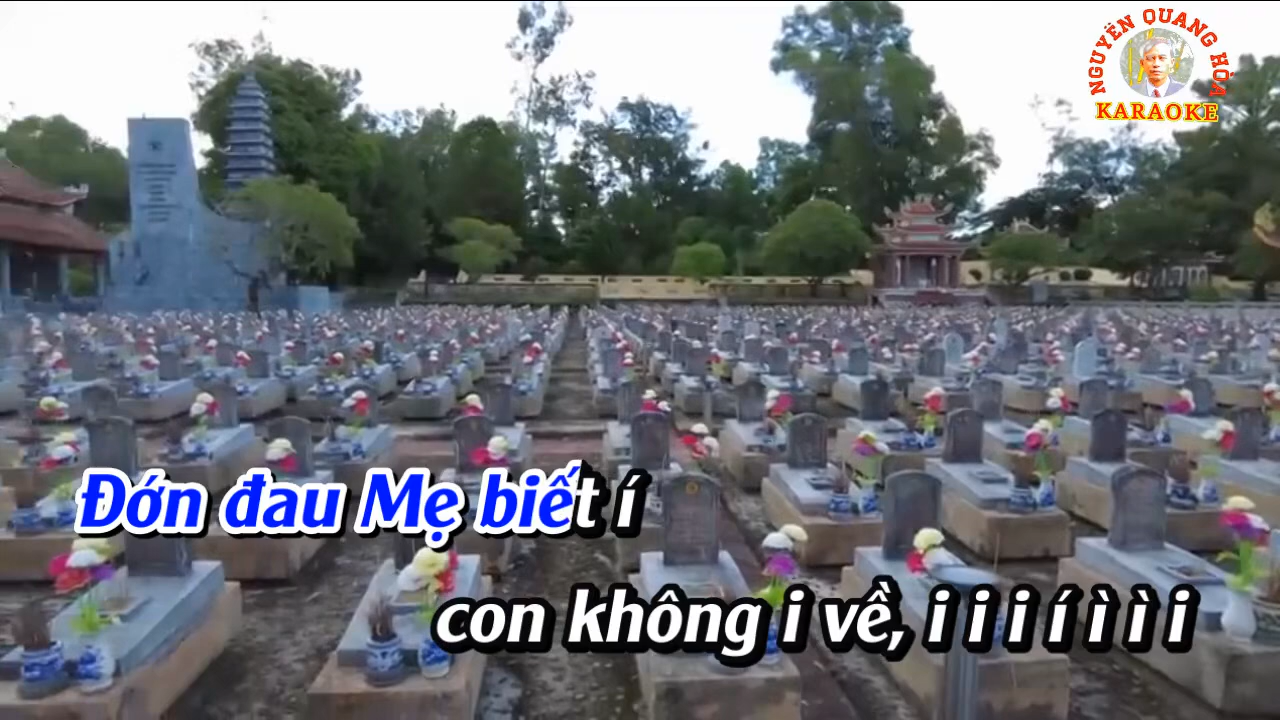 NGUYỄN QUANG HÒA
KARAOKE
Đớn đau Mẹ biết í
con không i về, i i i í ì ì i